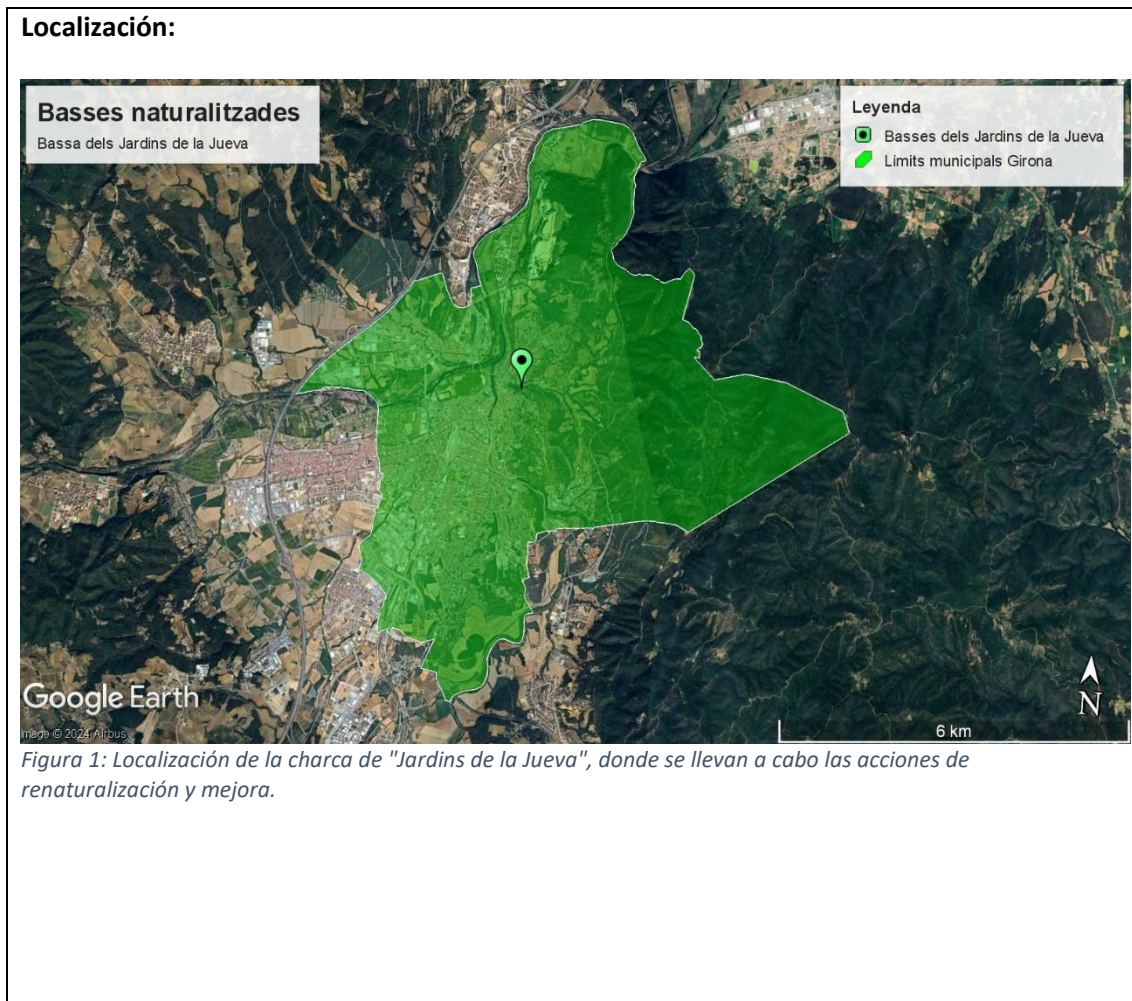 Localización:
Basses naturalitzades
Bassa dels Jardins de la Jueva
Leyenda
Basses dels Jardins de la Jueva
Límits municipals Girona
Google Earth
Image © 2024 Airbus
N
6 km
Figura 1: Localización de la charca de "Jardins de la Jueva", donde se llevan a cabo las acciones de
renaturalización y mejora.